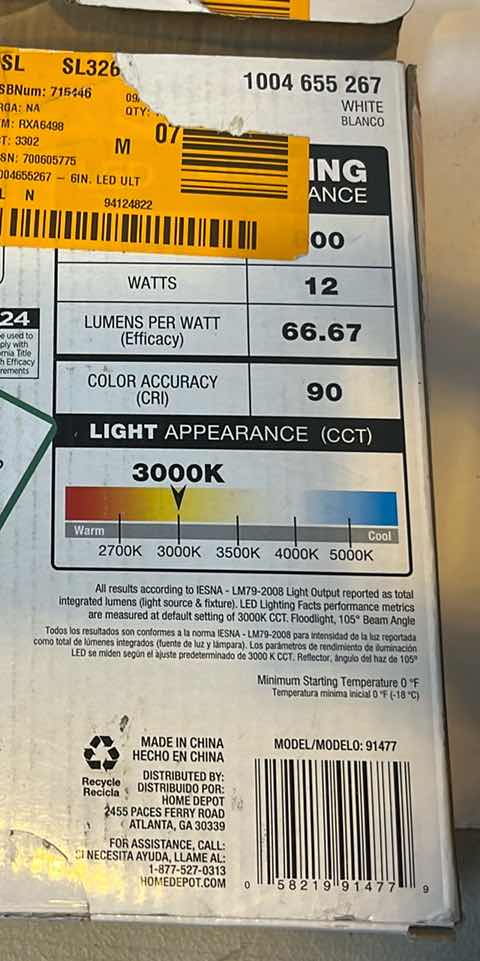 SL SL326
SBNum: 715446
RGA: NA
QTY:
M: RXA6498
M
07
CT: 3302
SN: 700605775
004655267 – 6IN. LED ULT
L N
94124822
1004 655 267
WHITE
BLANCO
ING
ANCE
00
WATTS 12
LUMENS PER WATT
(Efficacy)
66.67
COLOR ACCURACY
(CRI)
90
LIGHT APPEARANCE (CCT)
3000K
Warm Cool
2700K 3000K 3500K 4000K 5000K
24
e used to
ply with
rnia Title
h Efficacy
rements
All results according to IESNA - LM79-2008 Light Output reported as total
integrated lumens (light source & fixture). LED Lighting Facts performance metrics
are measured at default setting of 3000K CCT. Floodlight, 105° Beam Angle
Todos los resultados son conformes a la norma IESNA - LM79-2008 para intensidad de la luz reportada
como total de lúmenes integrados (fuente de luz y lámpara). Los parámetros de rendimiento de iluminación
LED se miden según el ajuste predeterminado de 3000 K CCT. Reflector, ángulo del haz de 105°
Minimum Starting Temperature 0 °F
Temperatura mínima inicial 0 °F (-18 °C)
Recycle
Recicla
MADE IN CHINA
HECHO EN CHINA
DISTRIBUTED BY:
DISTRIBUIDO POR:
HOME DEPOT
2455 PACES FERRY ROAD
ATLANTA, GA 30339
FOR ASSISTANCE, CALL:
SI NECESITA AYUDA, LLAME AL:
1-877-527-0313
HOMEDEPOT.COM
MODEL/MODELO: 91477
0 58219 91477 9